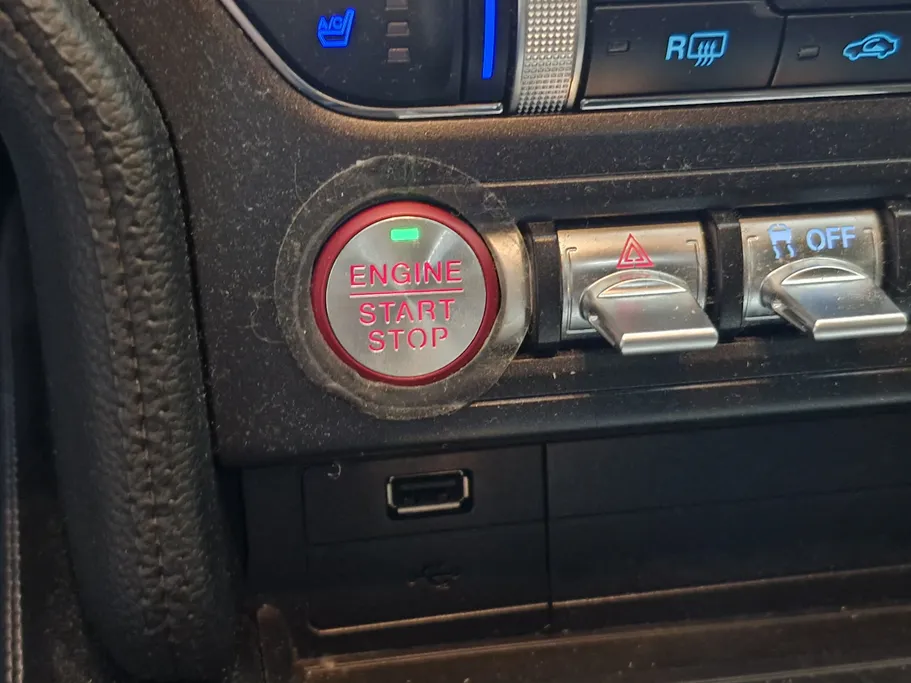 A/C
R
ENGINE
START
STOP
OFF